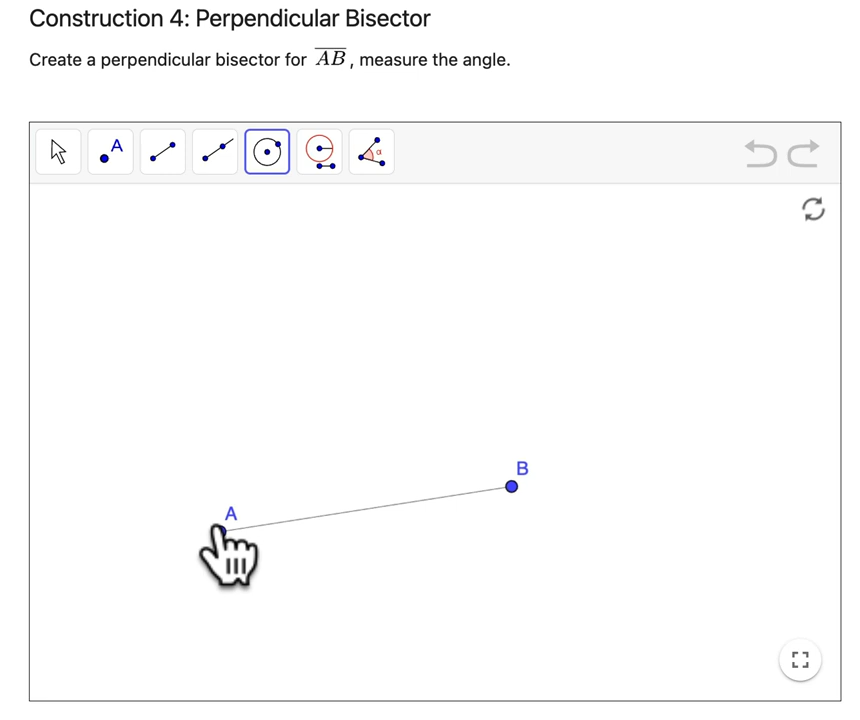 Construction 4: Perpendicular Bisector
Create a perpendicular bisector for AB, measure the angle.
A
α
B
A